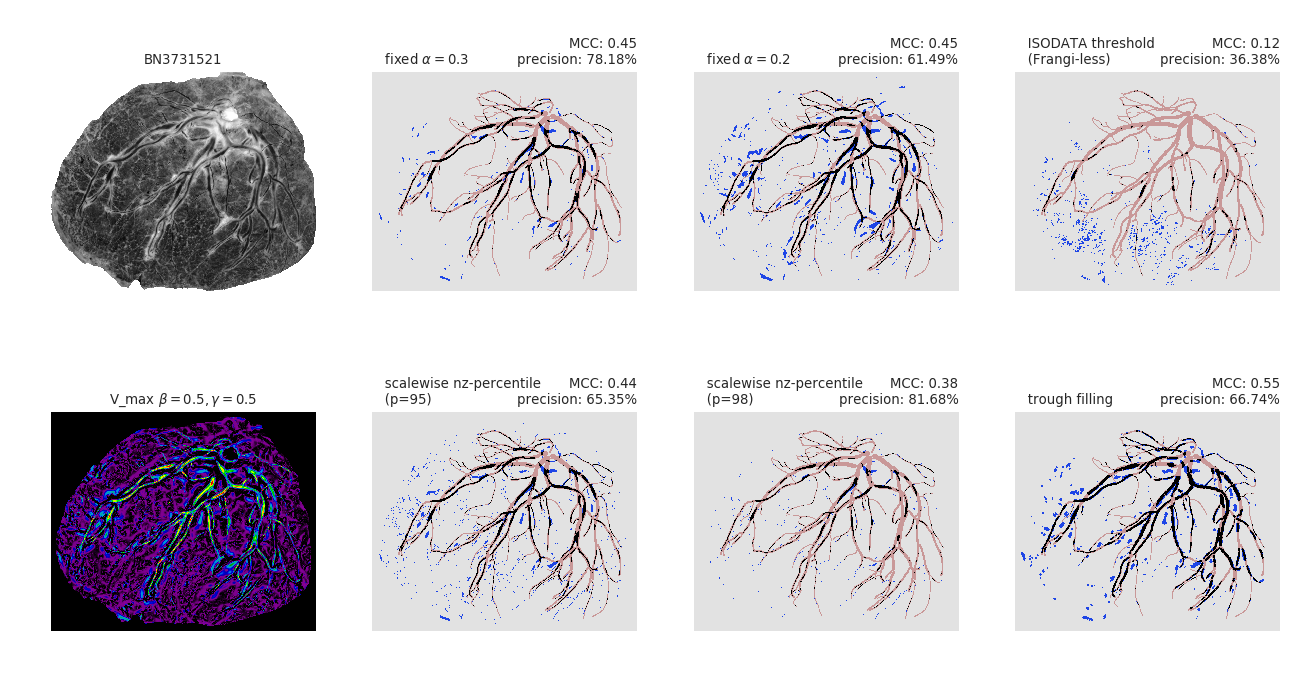 BN3731521
MCC: 0.45
fixed α = 0.3 precision: 78.18%
MCC: 0.45
fixed α = 0.2 precision: 61.49%
ISODATA threshold MCC: 0.12
(Frangi-less) precision: 36.38%
V_max β = 0.5, γ = 0.5
scalewise nz-percentile MCC: 0.44
(p=95) precision: 65.35%
scalewise nz-percentile MCC: 0.38
(p=98) precision: 81.68%
MCC: 0.55
trough filling precision: 66.74%